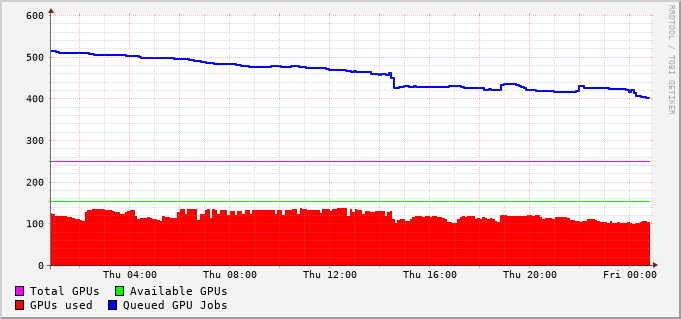 600
500
400
300
200
100
0
Thu 04:00 Thu 08:00 Thu 12:00 Thu 16:00 Thu 20:00 Fri 00:00
Total GPUs Available GPUs
GPUs used Queued GPU Jobs
RRDTOOL / TOBI OETIKER